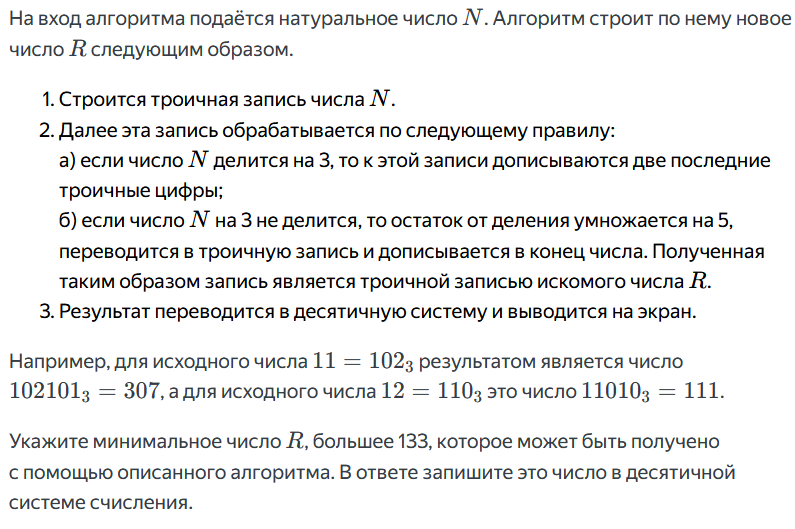 На вход алгоритма подаётся натуральное число N. Алгоритм строит по нему новое
число R следующим образом.
1. Строится троичная запись числа N.
2. Далее эта запись обрабатывается по следующему правилу:
а) если число N делится на 3, то к этой записи дописываются две последние
троичные цифры;
б) если число N на 3 не делится, то остаток от деления умножается на 5,
переводится в троичную запись и дописывается в конец числа. Полученная
таким образом запись является троичной записью искомого числа R.
3. Результат переводится в десятичную систему и выводится на экран.
Например, для исходного числа 11 = 102₃ результатом является число
102101₃ = 307, а для исходного числа 12 = 110₃ это число 11010₃ = 111.
Укажите минимальное число R, большее 133, которое может быть получено
с помощью описанного алгоритма. В ответе запишите это число в десятичной
системе счисления.